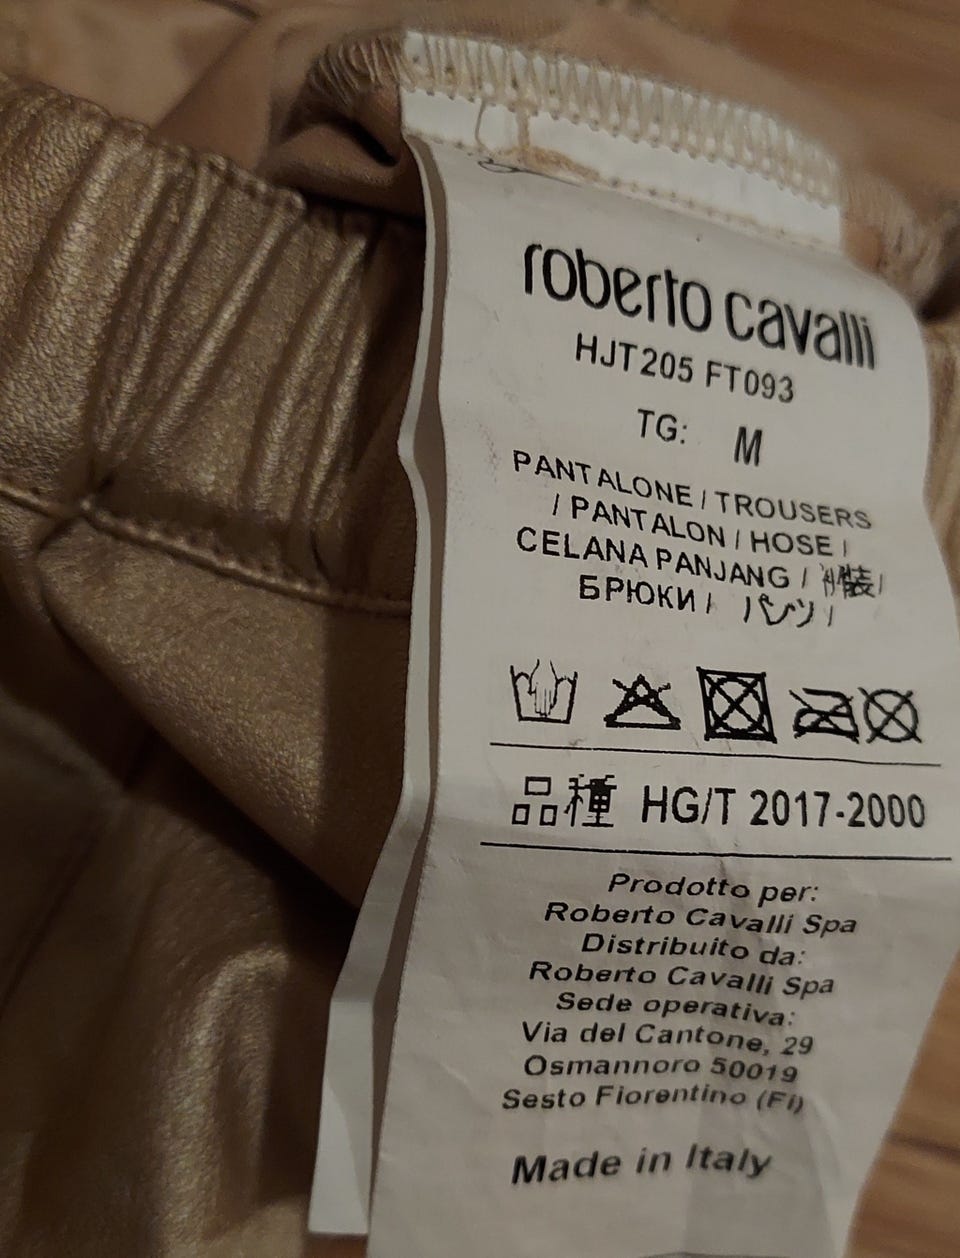 roberto cavalli
HJT205 FT093
TG: M
PANTALONE / TROUSERS
/ PANTALON / HOSE /
CELANA PANJANG / 裝 /
БРЮКИ / パンツ /
品種 HG/T 2017-2000
Prodotto per:
Roberto Cavalli Spa
Distribuito da:
Roberto Cavalli Spa
Sede operativa:
Via del Cantone, 29
Osmannoro 50019
Sesto Fiorentino (Fi)
Made in Italy